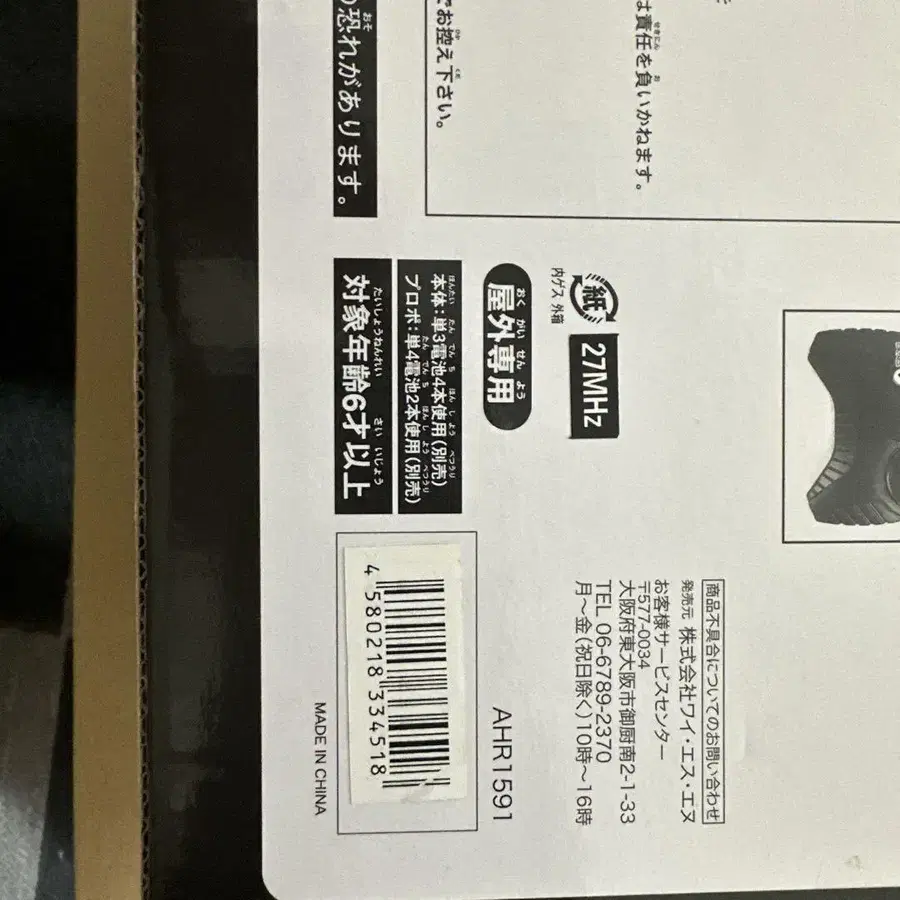 は責任を負いかねます。
でお控え下さい。
恐れがあります。
紙
内ゲス 外箱
27MHz
屋外専用
本体:単3電池4本使用(別売)
プロポ:単4電池2本使用(別売)
対象年齢6才以上
商品不具合についてのお問い合わせ
発売元 株式会社ワイ・エス・エヌ
お客様サービスセンター
〒577-0034
大阪府東大阪市御厨南2-1-33
TEL 06-6789-2370
月～金(祝日除く)10時～16時
AHR1591
4 580218 334518
MADE IN CHINA